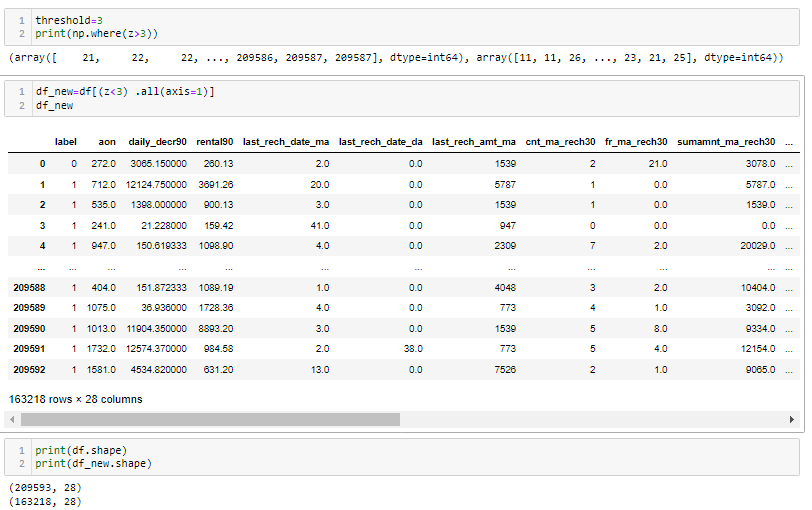 1 threshold=3
2 print(np.where(z>3))
(array([    21,     22,     22, ..., 209586, 209587, 209587], dtype=int64), array([11, 11, 26, ..., 23, 21, 25], dtype=int64))
1 df_new=df[(z<3) .all(axis=1)]
2 df_new
label aon daily_decr90 rental90 last_rech_date_ma last_rech_date_da last_rech_amt_ma cnt_ma_rech30 fr_ma_rech30 sumamnt_ma_rech30 ...
0 0 272.0 3065.150000 260.13 2.0 0.0 1539 2 21.0 3078.0 ...
1 1 712.0 12124.750000 3691.26 20.0 0.0 5787 1 0.0 5787.0 ...
2 1 535.0 1398.000000 900.13 3.0 0.0 1539 1 0.0 1539.0 ...
3 1 241.0 21.228000 159.42 41.0 0.0 947 0 0.0 0.0 ...
4 1 947.0 150.619333 1098.90 4.0 0.0 2309 7 2.0 20029.0 ...
... ... ... ... ... ... ... ... ... ... ... ...
209588 1 404.0 151.872333 1089.19 1.0 0.0 4048 3 2.0 10404.0 ...
209589 1 1075.0 36.936000 1728.36 4.0 0.0 773 4 1.0 3092.0 ...
209590 1 1013.0 11904.350000 8893.20 3.0 0.0 1539 5 8.0 9334.0 ...
209591 1 1732.0 12574.370000 984.58 2.0 38.0 773 5 4.0 12154.0 ...
209592 1 1581.0 4534.820000 631.20 13.0 0.0 7526 2 1.0 9065.0 ...
163218 rows × 28 columns
1 print(df.shape)
2 print(df_new.shape)
(209593, 28)
(163218, 28)